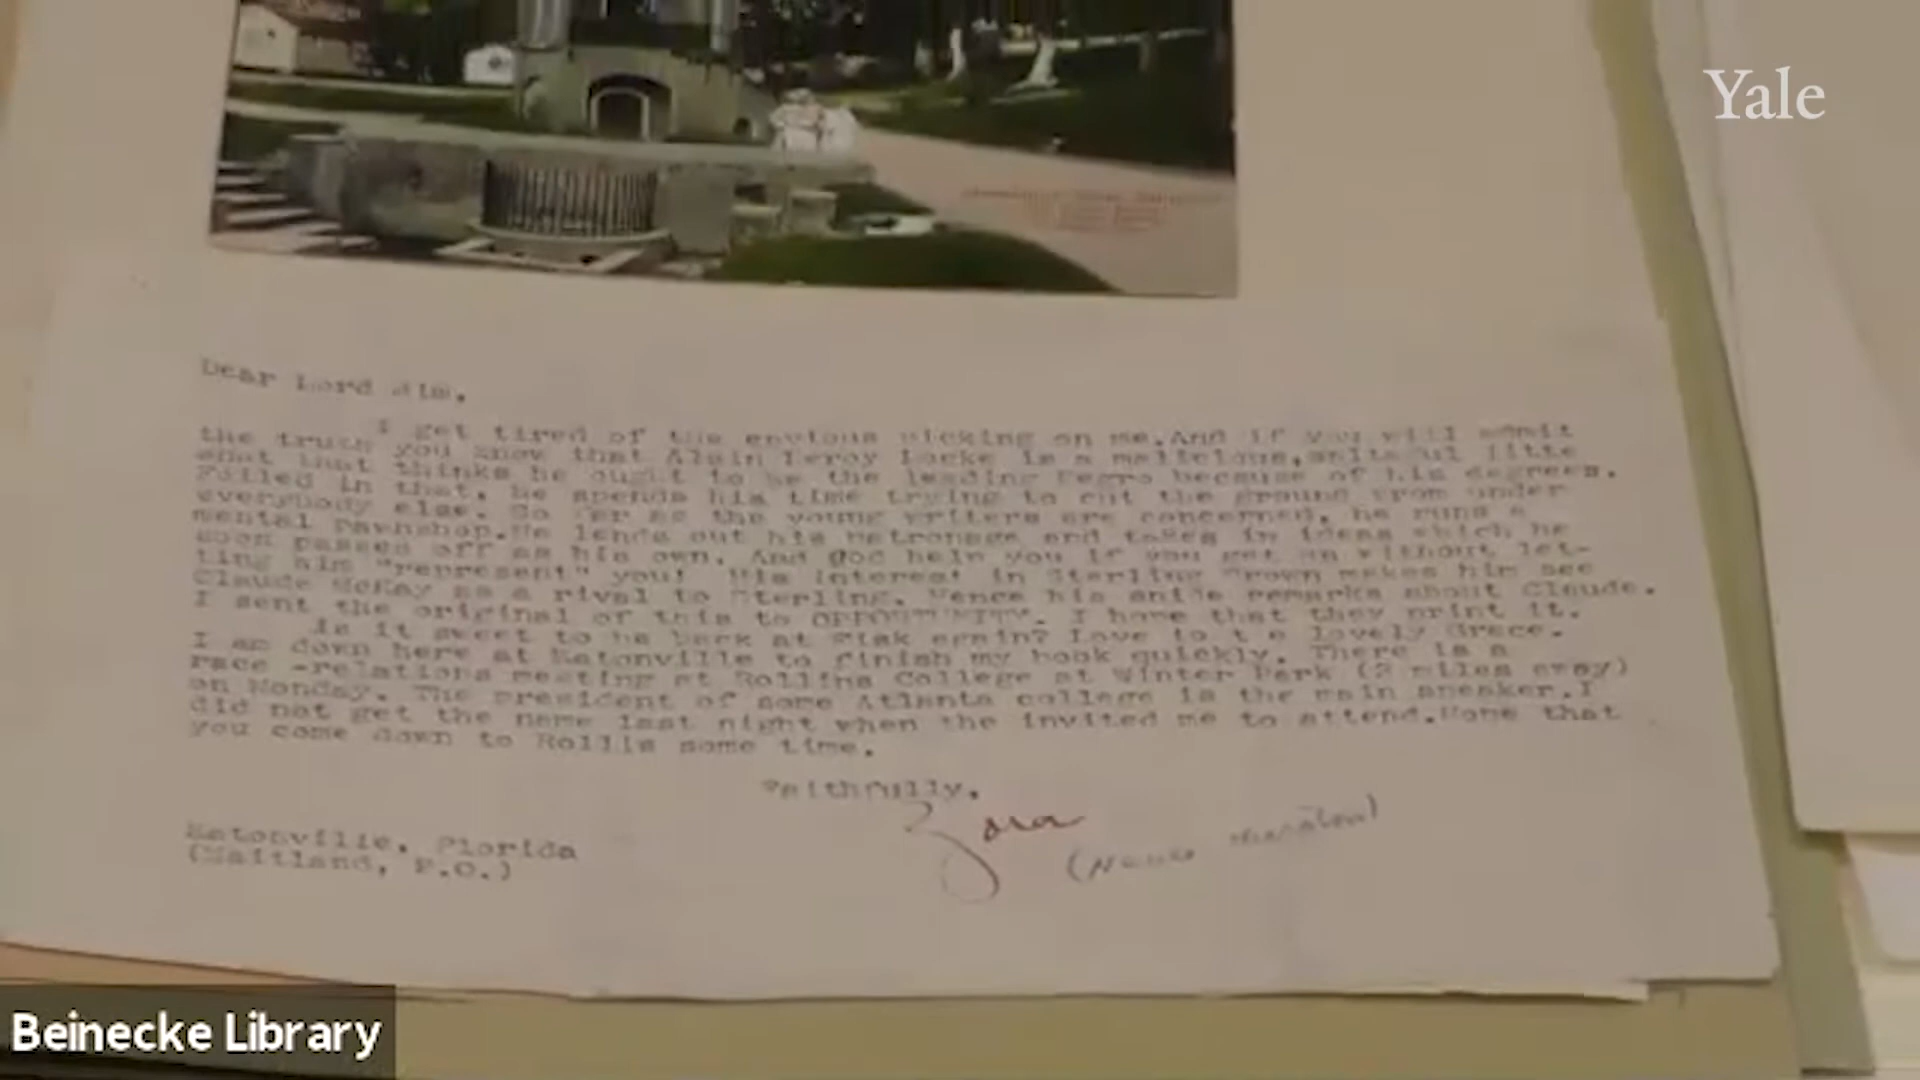 Yale
Dear Lord Jim,
I get tired of the envious picking on me.And if you will admit
the truth you know that Alain Leroy Locke is a malicious,spiteful litte
snot that thinks he ought to be the leading Negro because of his degrees.
Foiled in that, he spends his time trying to cut the ground from under
everybody else. So far as the young writers are concerned, he runs a
mental pawnshop.He lends out his patronage and takes in ideas which he
soon passes off as his own. And god help you if you get on without let-
ting him "represent" you! His interest in Sterling Brown makes him see
Claude McKay as a rival to Sterling. Hence his snide remarks about Claude.
I sent the original of this to OPPORTUNITY. I hope that they print it.
Is it sweet to be back at Fisk again? Love to t e lovely Grace.
I am down here at Eatonville to finish my book quickly. There is a
race -relations meeting at Rollins College at Winter Park (2 miles away)
on Monday. The president of some Atlanta college is the main speaker.I
did not get the name last night when the invited me to attend.Hope that
you come down to Rollis some time.
Faithfully,
Zora
Eatonville, Florida
(Maitland, P.O.)
Beinecke Library